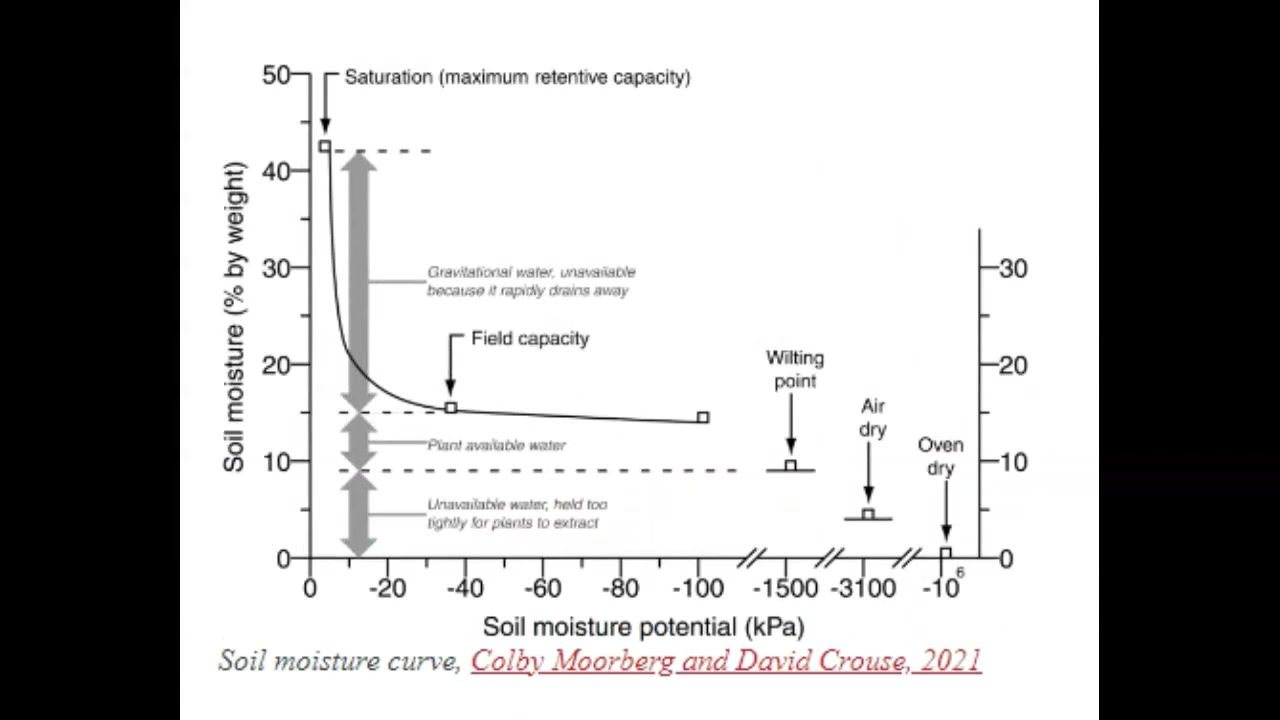 50
Saturation (maximum retentive capacity)
40
30
20
10
0
Soil moisture (% by weight)
Gravitational water, unavailable
because it rapidly drains away
Field capacity
Plant available water
Unavailable water, held too
tightly for plants to extract
Wilting
point
Air
dry
Oven
dry
30
20
10
0
0 -20 -40 -60 -80 -100 -1500 -3100 -10⁶
Soil moisture potential (kPa)
Soil moisture curve, Colby Moorberg and David Crouse, 2021